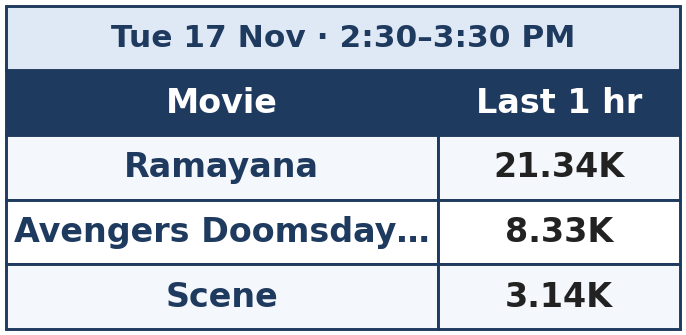 Tue 17 Nov · 2:30–3:30 PM
Movie Last 1 hr
Ramayana 21.34K
Avengers Doomsday... 8.33K
Scene 3.14K